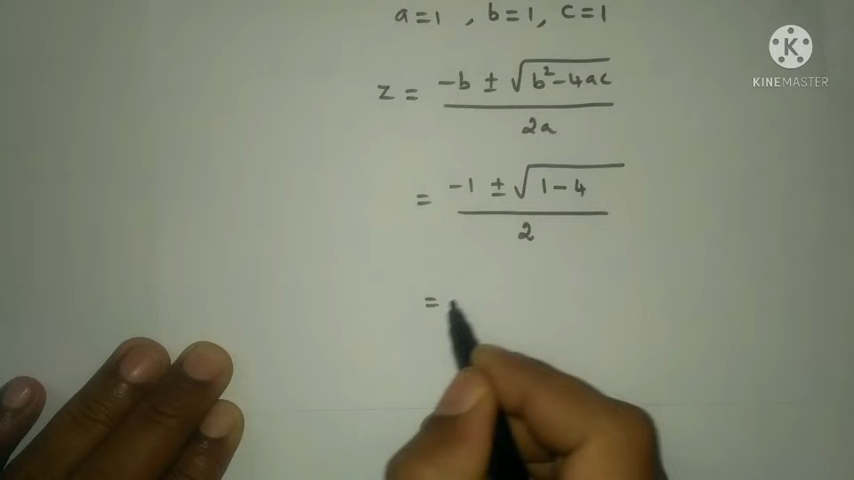 a=1 , b=1, c=1
K
KINEMASTER
z = -b ± √b²-4ac
2a
= -1 ± √1-4
2
=